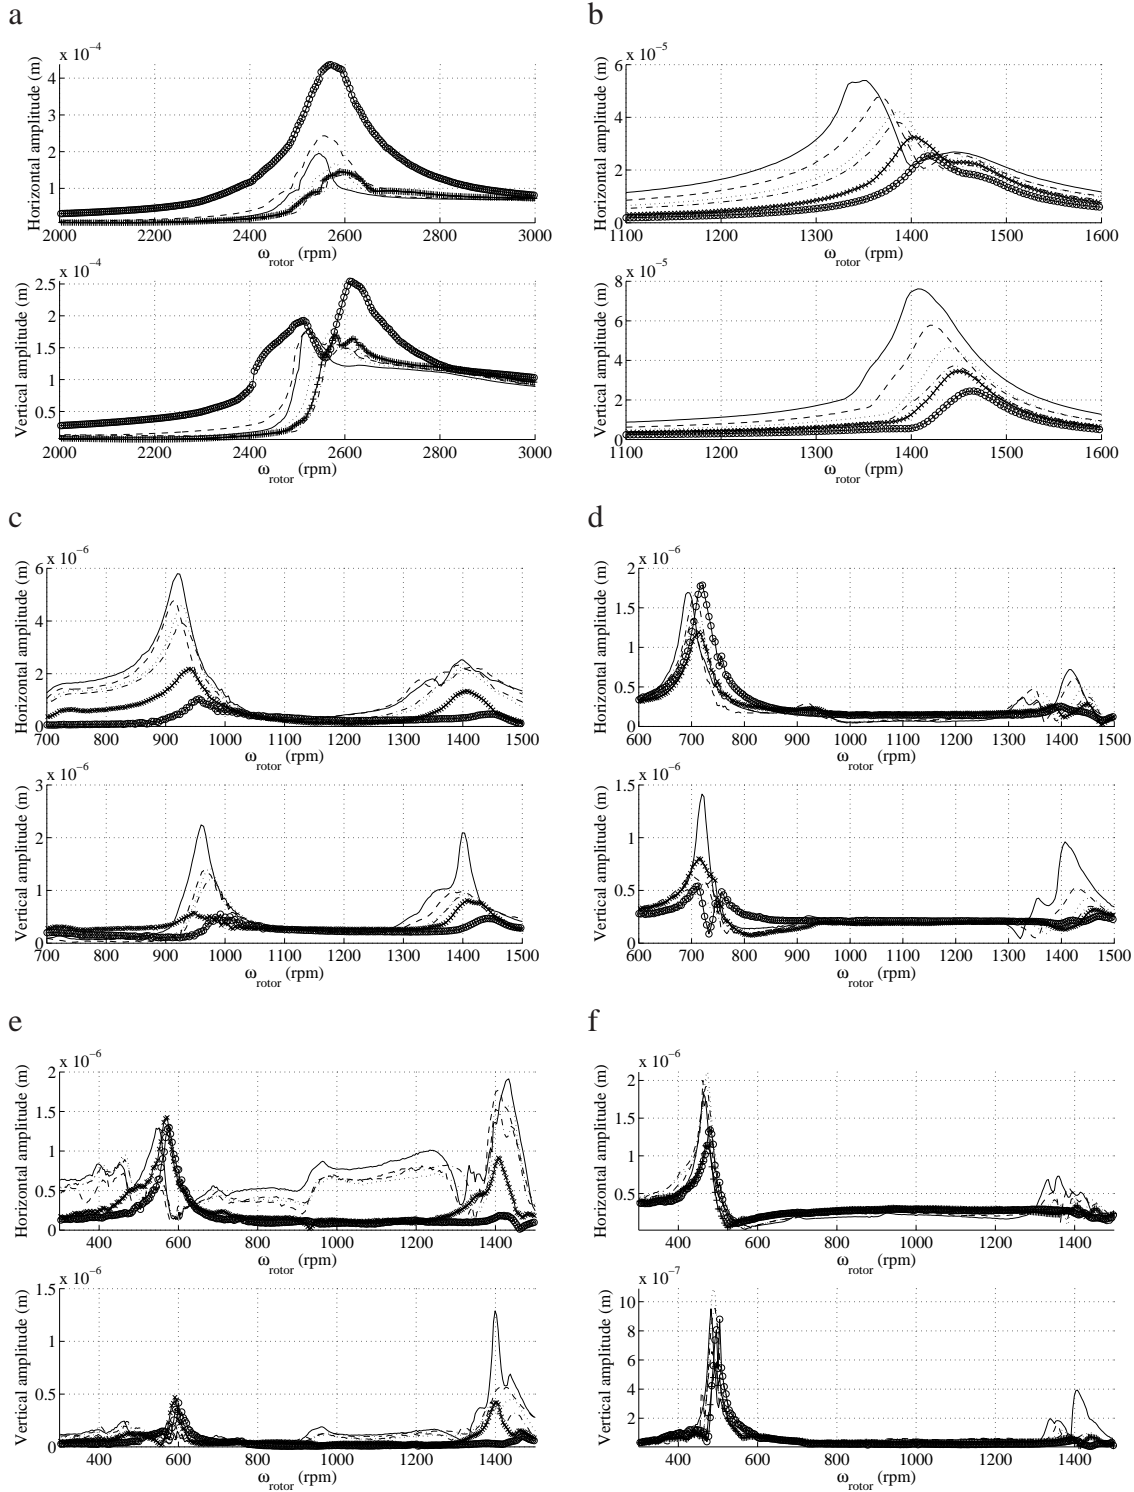 a
x 10⁻⁴
Horizontal amplitude (m)
4
3
2
1
2000 2200 2400 2600 2800 3000
ω_rotor (rpm)
x 10⁻⁴
Vertical amplitude (m)
2.5
2
1.5
1
0.5
2000 2200 2400 2600 2800 3000
ω_rotor (rpm)
b
x 10⁻⁵
Horizontal amplitude (m)
6
4
2
0
1100 1200 1300 1400 1500 1600
ω_rotor (rpm)
x 10⁻⁵
Vertical amplitude (m)
8
6
4
2
0
1100 1200 1300 1400 1500 1600
ω_rotor (rpm)
c
x 10⁻⁶
Horizontal amplitude (m)
6
4
2
0
700 800 900 1000 1100 1200 1300 1400 1500
ω_rotor (rpm)
x 10⁻⁶
Vertical amplitude (m)
3
2
1
0
700 800 900 1000 1100 1200 1300 1400 1500
ω_rotor (rpm)
d
x 10⁻⁶
Horizontal amplitude (m)
2
1.5
1
0.5
0
600 700 800 900 1000 1100 1200 1300 1400 1500
ω_rotor (rpm)
x 10⁻⁶
Vertical amplitude (m)
1.5
1
0.5
0
600 700 800 900 1000 1100 1200 1300 1400 1500
ω_rotor (rpm)
e
x 10⁻⁶
Horizontal amplitude (m)
2
1.5
1
0.5
0
400 600 800 1000 1200 1400
ω_rotor (rpm)
x 10⁻⁶
Vertical amplitude (m)
1.5
1
0.5
0
400 600 800 1000 1200 1400
ω_rotor (rpm)
f
x 10⁻⁶
Horizontal amplitude (m)
2
1.5
1
0.5
400 600 800 1000 1200 1400
ω_rotor (rpm)
x 10⁻⁷
Vertical amplitude (m)
10
8
6
4
2
400 600 800 1000 1200 1400
ω_rotor (rpm)